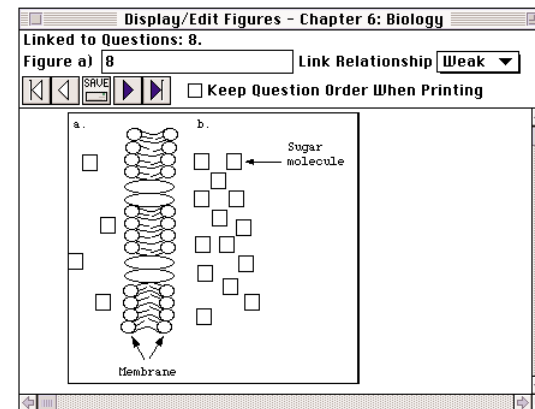 Display/Edit Figures - Chapter 6: Biology
Linked to Questions: 8.
Figure a) 8 Link Relationship Weak
SAVE Keep Question Order When Printing
a. b.
Sugar
molecule
Membrane